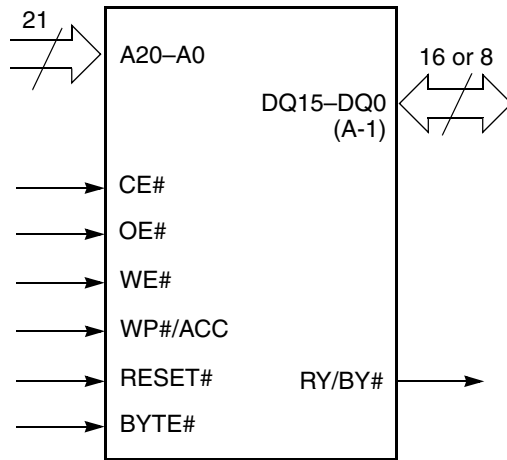 21
A20–A0
16 or 8
DQ15–DQ0
(A-1)
CE#
OE#
WE#
WP#/ACC
RESET#
RY/BY#
BYTE#